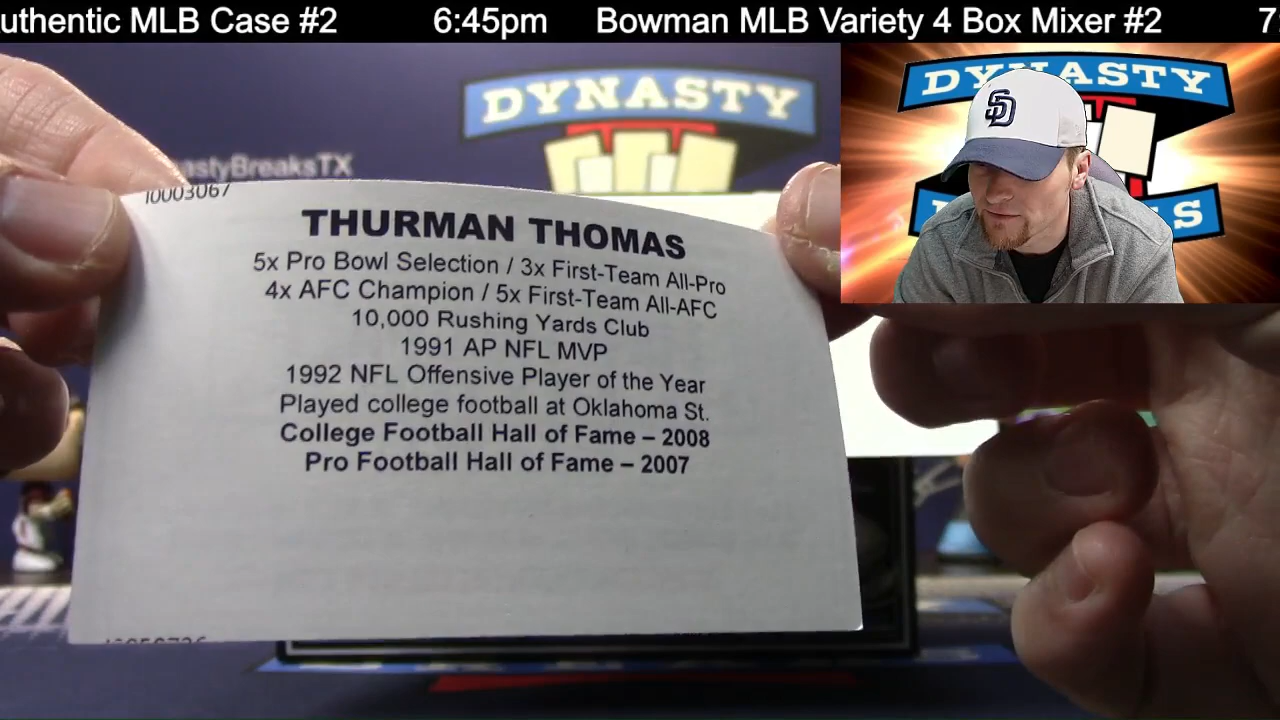 uthentic MLB Case #2 6:45pm Bowman MLB Variety 4 Box Mixer #2 7:
DYNASTY
DYNASTY
SD
S
astyBreaksTX
10003067
THURMAN THOMAS
5x Pro Bowl Selection / 3x First-Team All-Pro
4x AFC Champion / 5x First-Team All-AFC
10,000 Rushing Yards Club
1991 AP NFL MVP
1992 NFL Offensive Player of the Year
Played college football at Oklahoma St.
College Football Hall of Fame – 2008
Pro Football Hall of Fame – 2007